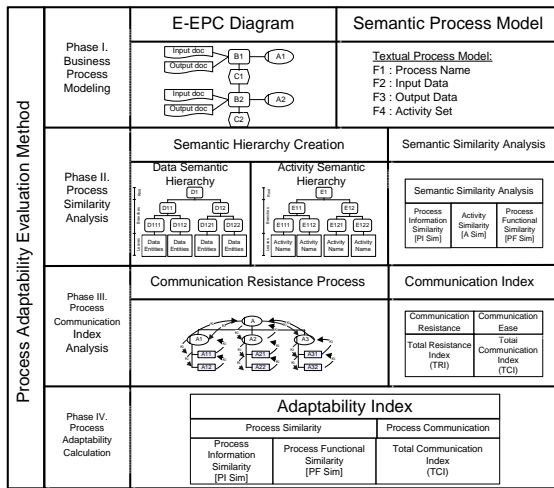 Process Adaptability Evaluation Method
Phase I.
Business
Process
Modeling
E-EPC Diagram
Input doc
Output doc
B1
A1
C1
Input doc
Output doc
B2
A2
C2
Semantic Process Model
Textual Process Model:
F1 : Process Name
F2 : Input Data
F3 : Output Data
F4 : Activity Set
Phase II.
Process
Similarity
Analysis
Semantic Hierarchy Creation
Data Semantic
Hierarchy
D1
D11
D12
D111
D112
D121
D122
Data
Entities
Data
Entities
Data
Entities
Data
Entities
Activity Semantic
Hierarchy
E1
E11
E12
E111
E112
E121
E122
Activity
Name
Activity
Name
Activity
Name
Activity
Name
Semantic Similarity Analysis
Semantic Similarity Analysis
Process
Information
Similarity
[PI Sim]
Activity
Similarity
[A Sim]
Process
Functional
Similarity
[PF Sim]
Phase III.
Process
Communication
Index
Analysis
Communication Resistance Process
A
A1
A2
A3
A11
A12
A21
A22
A31
A32
Communication Index
Communication
Resistance
Communication
Ease
Total Resistance
Index
(TRI)
Total
Communication
Index
(TCI)
Phase IV.
Process
Adaptability
Calculation
Adaptability Index
Process Similarity
Process Communication
Process
Information
Similarity
[PI Sim]
Process Functional
Similarity
[PF Sim]
Total Communication
Index
(TCI)